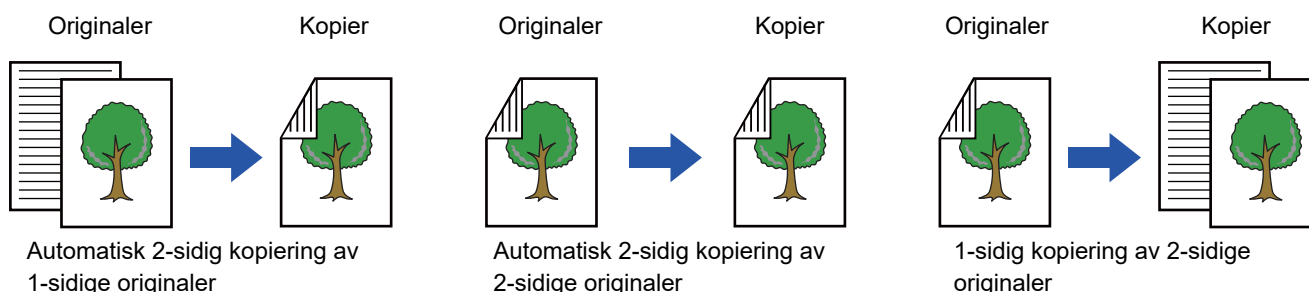 Originaler
Kopier
Automatisk 2-sidig kopiering av
1-sidige originaler
Originaler
Kopier
Automatisk 2-sidig kopiering av
2-sidige originaler
Originaler
Kopier
1-sidig kopiering av 2-sidige
originaler